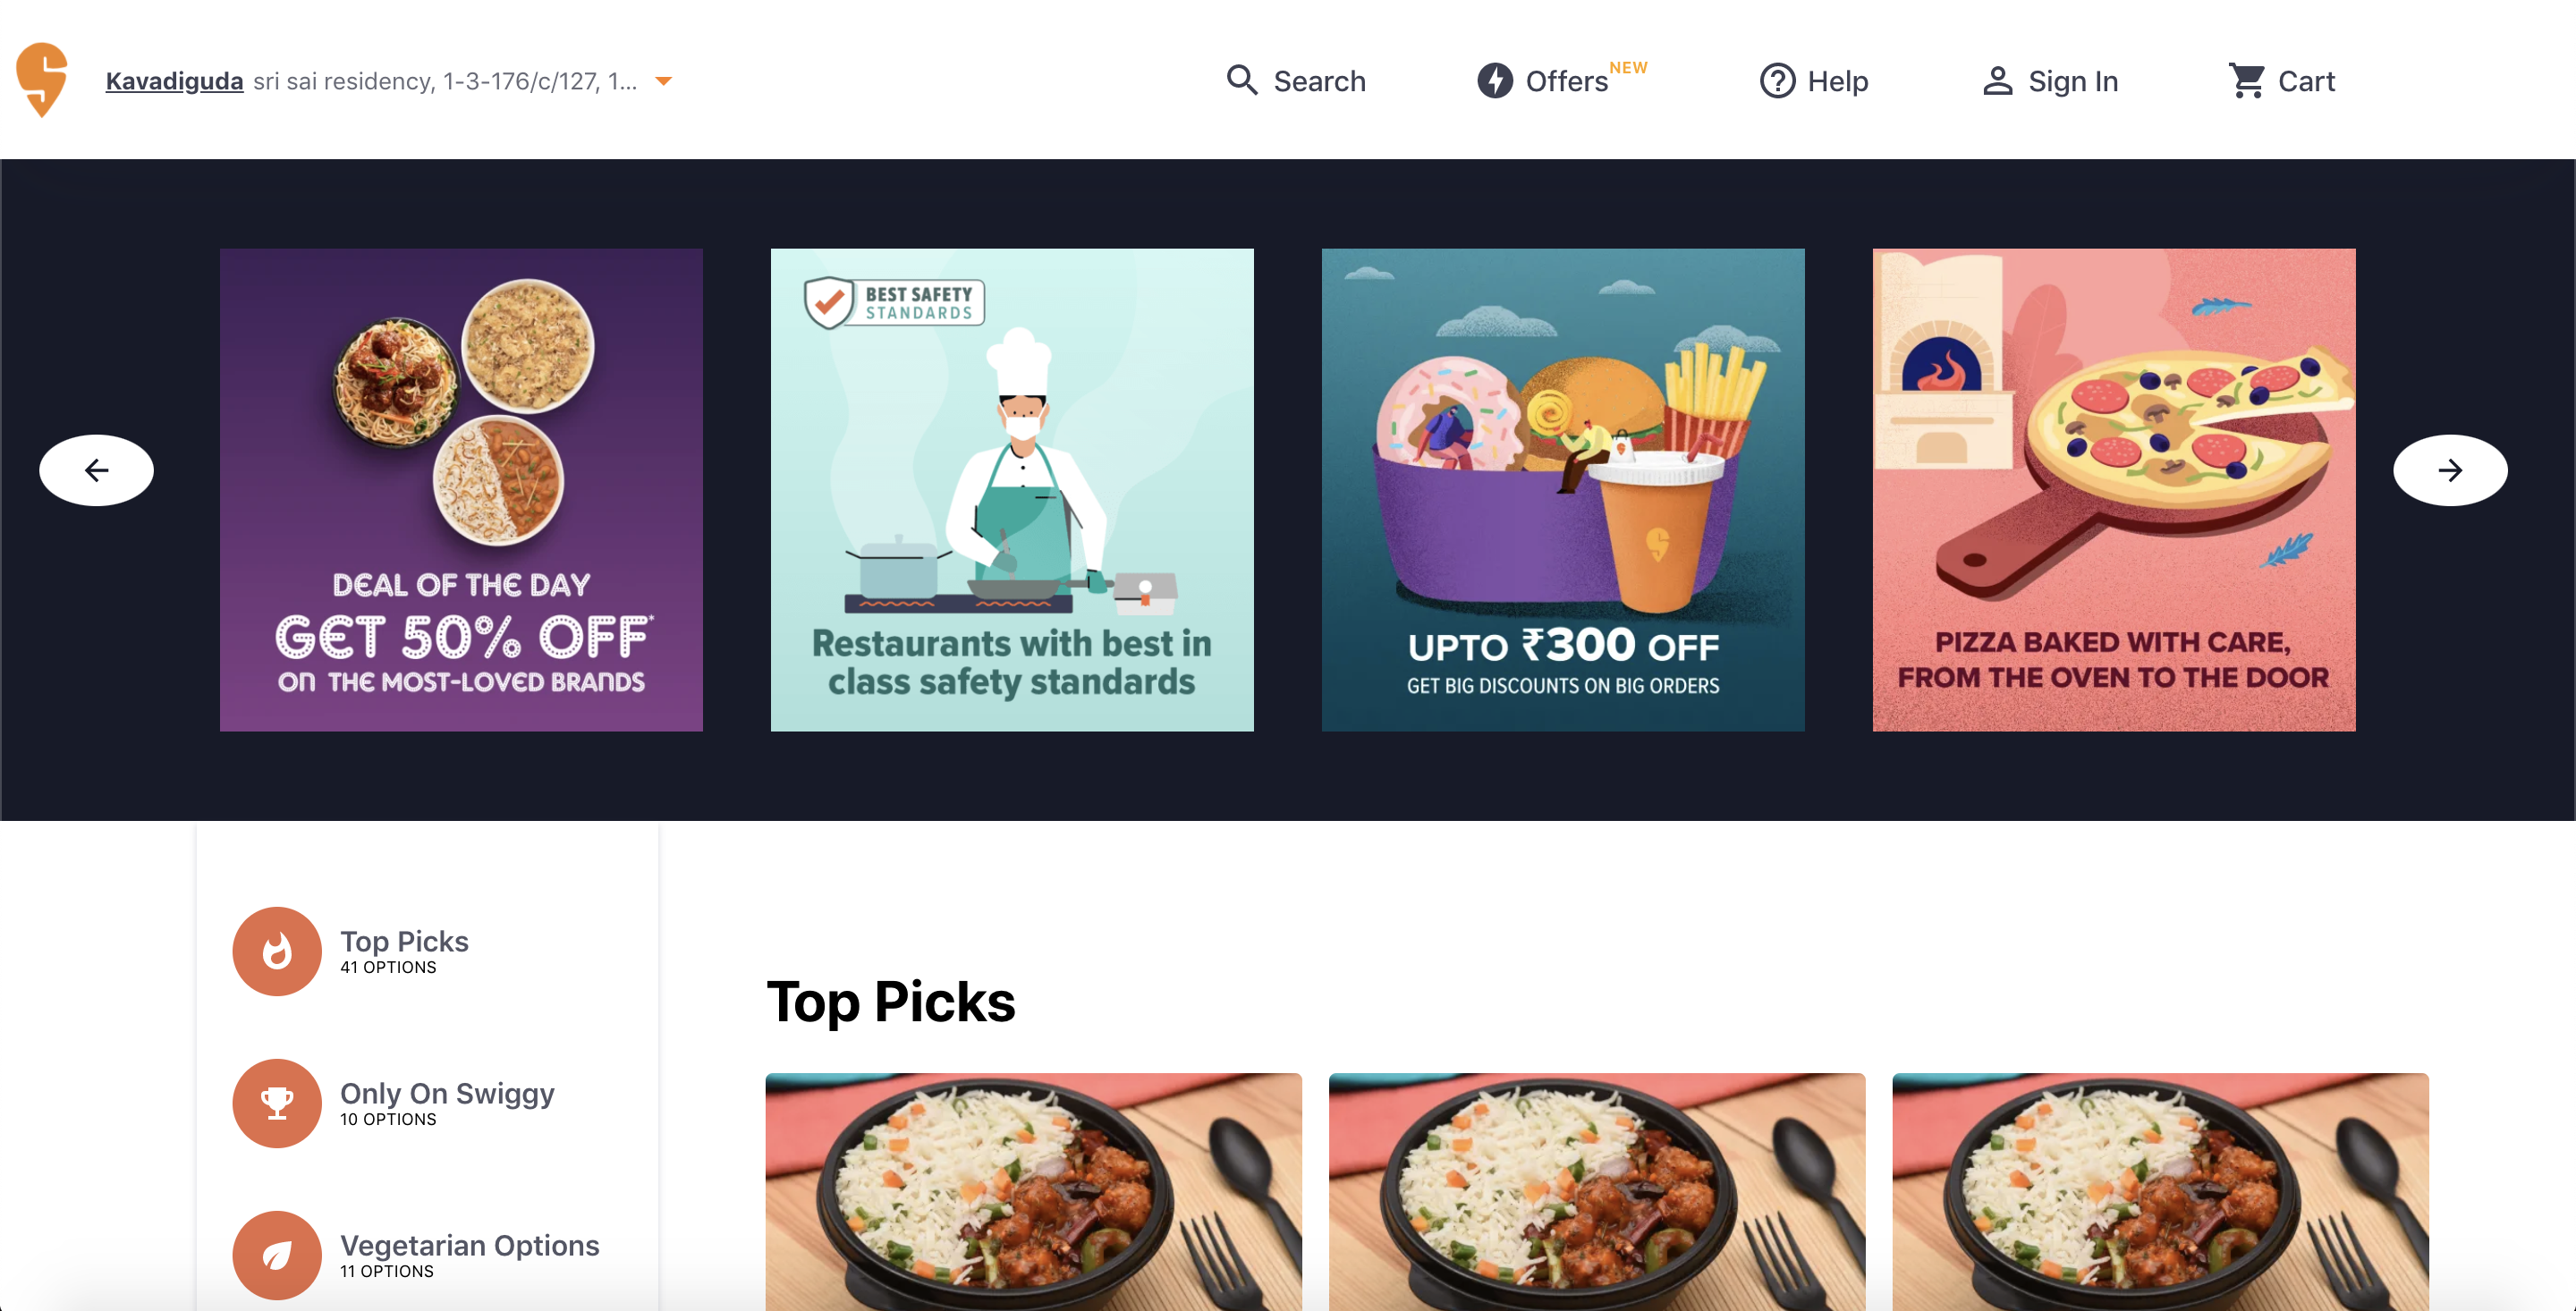 Kavadiguda sri sai residency, 1-3-176/c/127, 1...
Search
Offers NEW
Help
Sign In
Cart
DEAL OF THE DAY
GET 50% OFF*
ON THE MOST-LOVED BRANDS
BEST SAFETY
STANDARDS
Restaurants with best in
class safety standards
UPTO ₹300 OFF
GET BIG DISCOUNTS ON BIG ORDERS
PIZZA BAKED WITH CARE,
FROM THE OVEN TO THE DOOR
Top Picks
41 OPTIONS
Only On Swiggy
10 OPTIONS
Vegetarian Options
11 OPTIONS
Top Picks